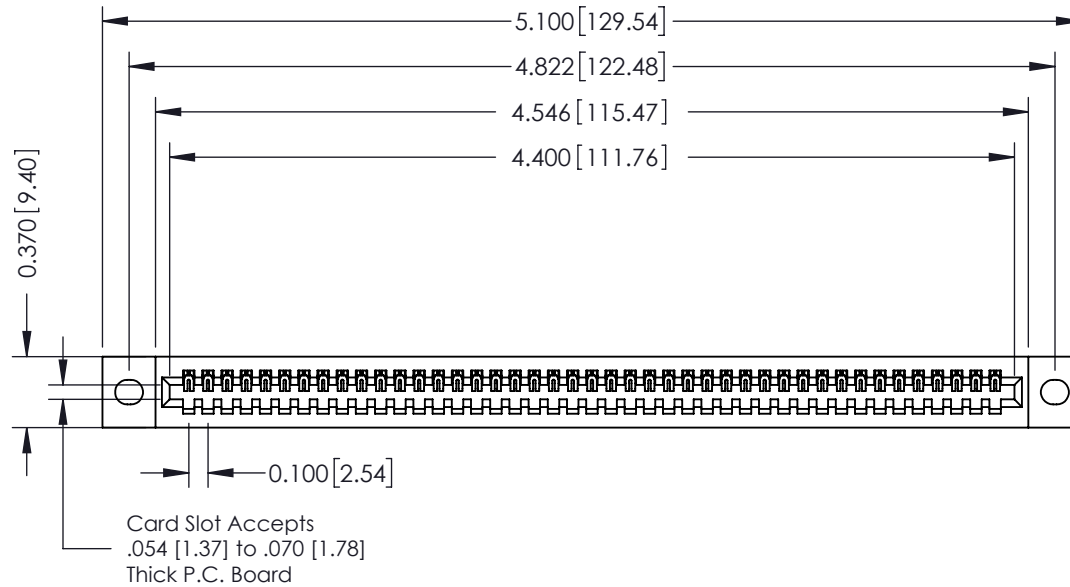 5.100 [129.54]
4.822 [122.48]
4.546 [115.47]
4.400 [111.76]
0.370 [9.40]
0.100 [2.54]
Card Slot Accepts
.054 [1.37] to .070 [1.78]
Thick P.C. Board